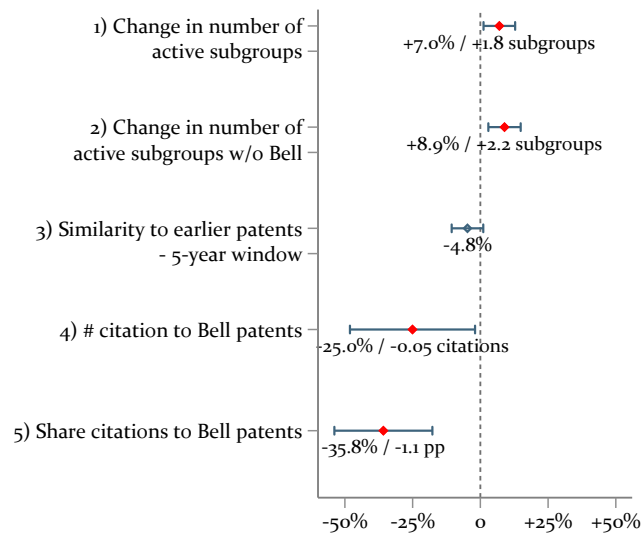 1) Change in number of
active subgroups
+7.0% / +1.8 subgroups
2) Change in number of
active subgroups w/o Bell
+8.9% / +2.2 subgroups
3) Similarity to earlier patents
- 5-year window
-4.8%
4) # citation to Bell patents
-25.0% / -0.05 citations
5) Share citations to Bell patents
-35.8% / -1.1 pp
-50% -25% 0 +25% +50%